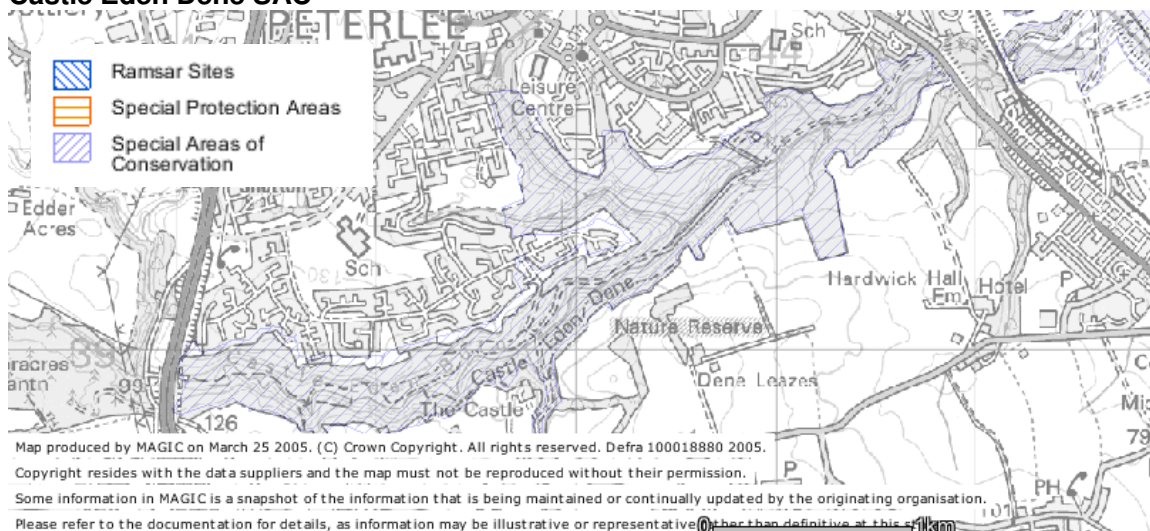 Castle Eden Dene SAC
PETERLEE
Sch
44
Ramsar Sites
Special Protection Areas
Special Areas of
Conservation
Leisure
Centre
Edder
Acres
Sch
Hardwick Hall
Fm
Hotel
P
Nature Reserve
Eden Dene
Castle
39
99
Dene Leazes
The Castle
126
79
Map produced by MAGIC on March 25 2005. (C) Crown Copyright. All rights reserved. Defra 100018880 2005.
Copyright resides with the data suppliers and the map must not be reproduced without their permission.
P
Some information in MAGIC is a snapshot of the information that is being maintained or continually updated by the originating organisation.
PH
Please refer to the documentation for details, as information may be illustrative or representative rather than definitive at this